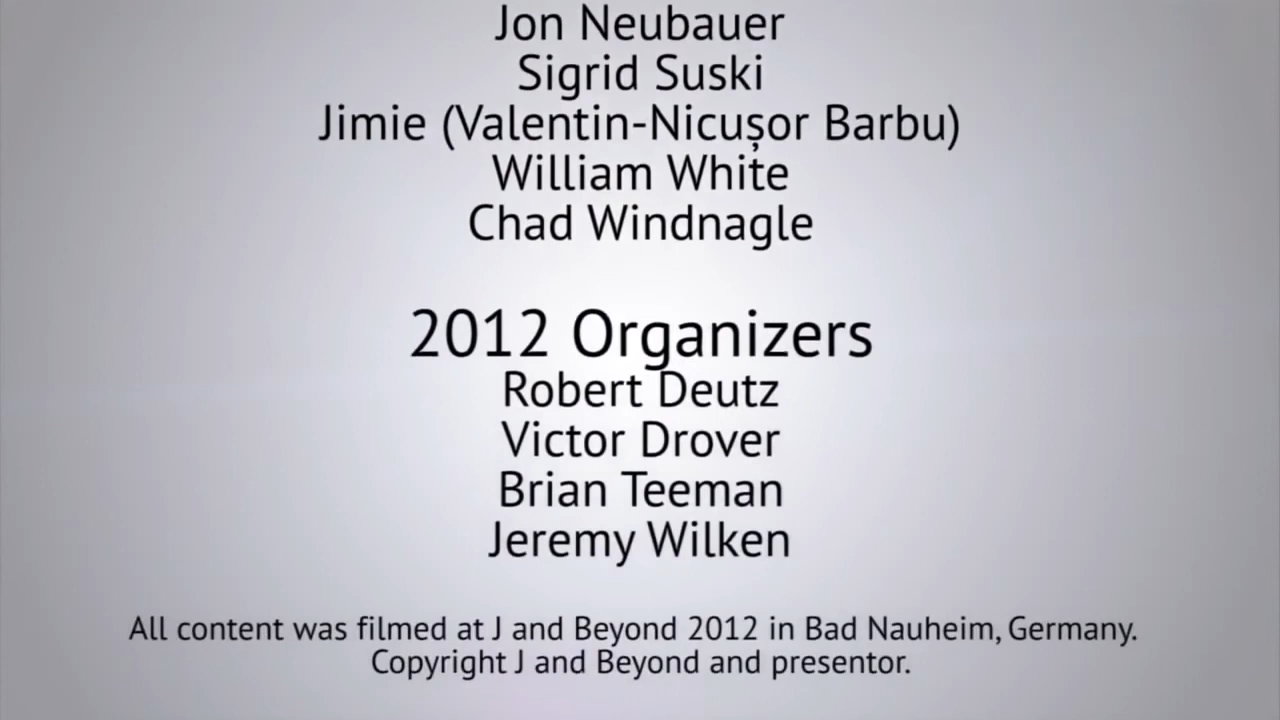 Jon Neubauer
Sigrid Suski
Jimie (Valentin-Nicușor Barbu)
William White
Chad Windnagle
2012 Organizers
Robert Deutz
Victor Drover
Brian Teeman
Jeremy Wilken
All content was filmed at J and Beyond 2012 in Bad Nauheim, Germany.
Copyright J and Beyond and presentor.